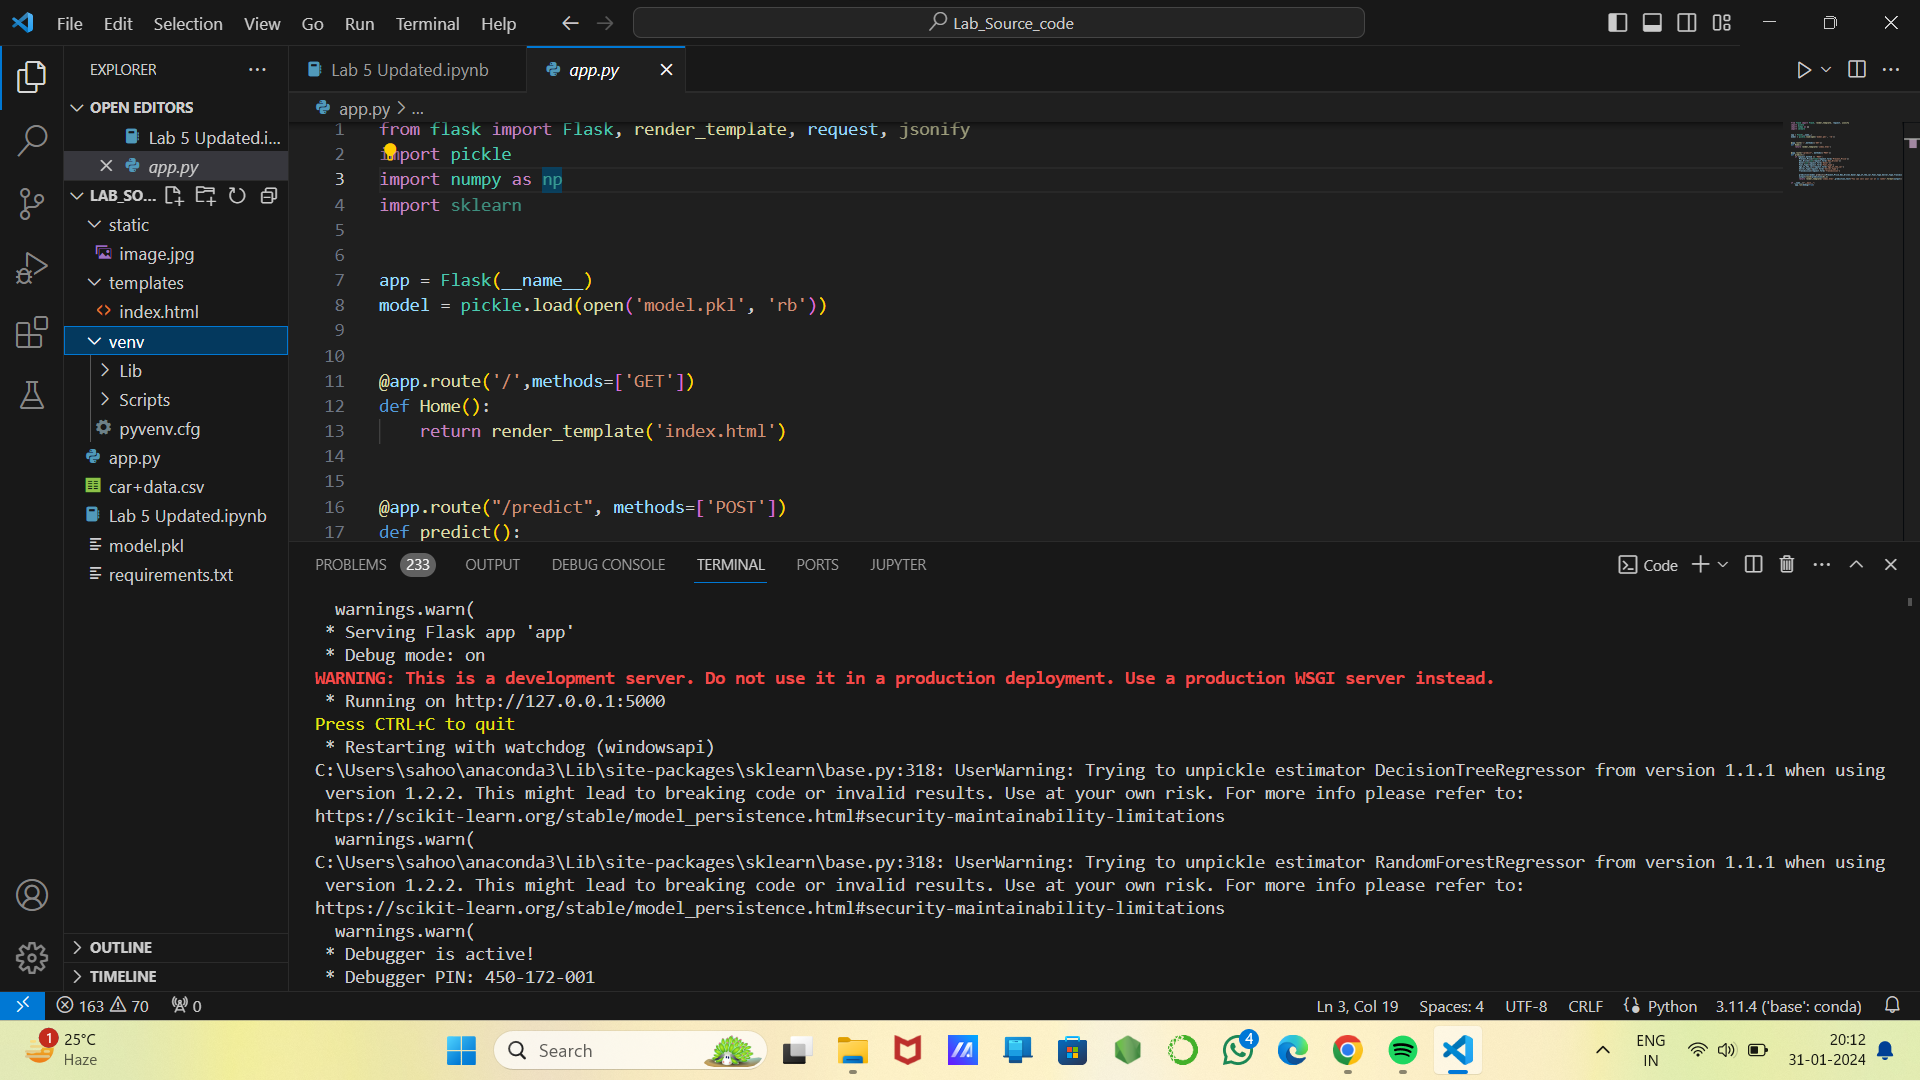 File Edit Selection View Go Run Terminal Help
Lab_Source_code
EXPLORER
OPEN EDITORS
Lab 5 Updated.i...
app.py
LAB_SO...
static
image.jpg
templates
index.html
venv
Lib
Scripts
pyvenv.cfg
app.py
car+data.csv
Lab 5 Updated.ipynb
model.pkl
requirements.txt
OUTLINE
TIMELINE
Lab 5 Updated.ipynb
app.py
app.py > ...
1 from flask import Flask, render_template, request, jsonify
2 import pickle
3 import numpy as np
4 import sklearn
5
6
7 app = Flask(__name__)
8 model = pickle.load(open('model.pkl', 'rb'))
9
10
11 @app.route('/',methods=['GET'])
12 def Home():
13     return render_template('index.html')
14
15
16 @app.route("/predict", methods=['POST'])
17 def predict():
PROBLEMS 233 OUTPUT DEBUG CONSOLE TERMINAL PORTS JUPYTER
Code
warnings.warn(
* Serving Flask app 'app'
* Debug mode: on
WARNING: This is a development server. Do not use it in a production deployment. Use a production WSGI server instead.
* Running on http://127.0.0.1:5000
Press CTRL+C to quit
* Restarting with watchdog (windowsapi)
C:\Users\sahoo\anaconda3\Lib\site-packages\sklearn\base.py:318: UserWarning: Trying to unpickle estimator DecisionTreeRegressor from version 1.1.1 when using
version 1.2.2. This might lead to breaking code or invalid results. Use at your own risk. For more info please refer to:
https://scikit-learn.org/stable/model_persistence.html#security-maintainability-limitations
warnings.warn(
C:\Users\sahoo\anaconda3\Lib\site-packages\sklearn\base.py:318: UserWarning: Trying to unpickle estimator RandomForestRegressor from version 1.1.1 when using
version 1.2.2. This might lead to breaking code or invalid results. Use at your own risk. For more info please refer to:
https://scikit-learn.org/stable/model_persistence.html#security-maintainability-limitations
warnings.warn(
* Debugger is active!
* Debugger PIN: 450-172-001
163 70 0
Ln 3, Col 19 Spaces: 4 UTF-8 CRLF Python 3.11.4 ('base': conda)
1
25°C
Haze
Search
4
ENG
IN
20:12
31-01-2024